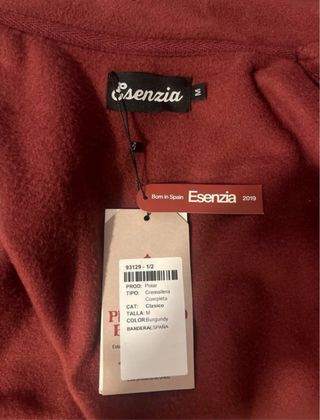 Esenzia
M
Born in Spain Esenzia 2019
93129 - 1/2
PROD: Polar
TIPO: Cremallera
Completa
CAT: Clasico
TALLA: M
COLOR: Burgundy
BANDERA: ESPAÑA